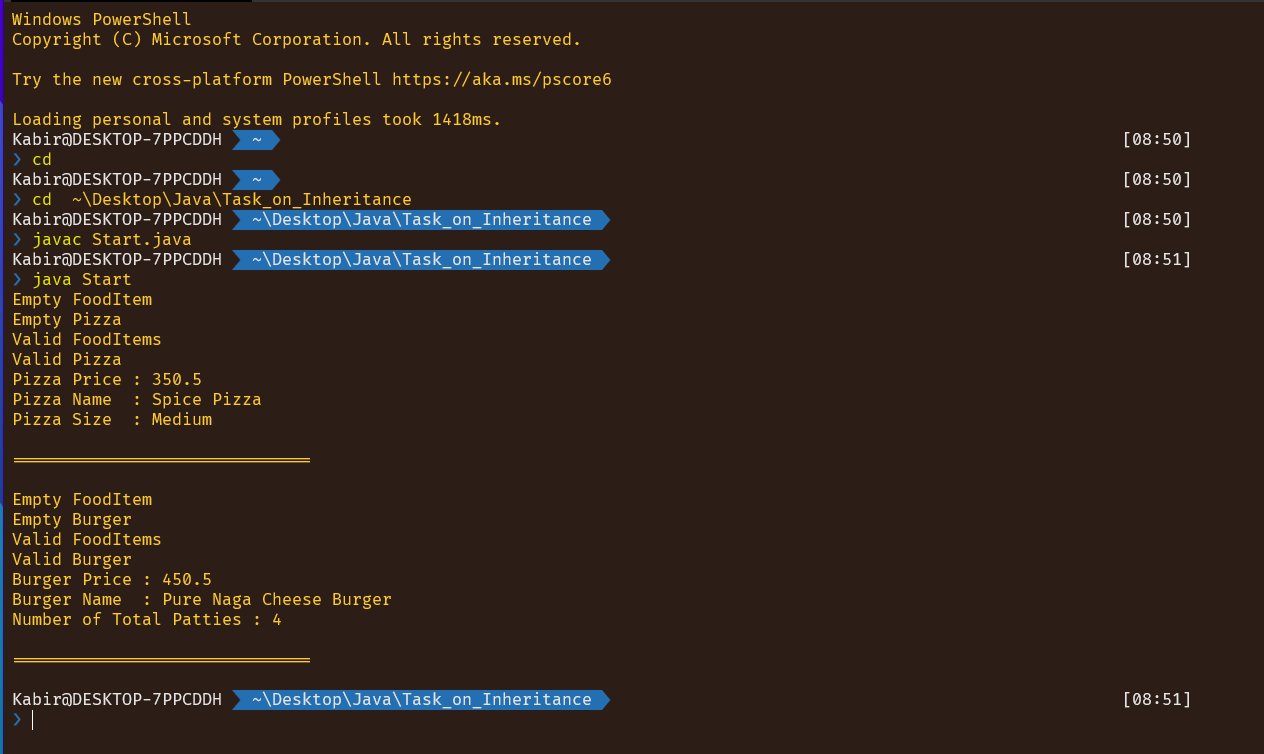 Windows PowerShell
Copyright (C) Microsoft Corporation. All rights reserved.
Try the new cross-platform PowerShell https://aka.ms/pscore6
Loading personal and system profiles took 1418ms.
Kabir@DESKTOP-7PPCDDH ~ [08:50]
❯ cd
Kabir@DESKTOP-7PPCDDH ~ [08:50]
❯ cd  ~\Desktop\Java\Task_on_Inheritance
Kabir@DESKTOP-7PPCDDH ~\Desktop\Java\Task_on_Inheritance [08:50]
❯ javac Start.java
Kabir@DESKTOP-7PPCDDH ~\Desktop\Java\Task_on_Inheritance [08:51]
❯ java Start
Empty FoodItem
Empty Pizza
Valid FoodItems
Valid Pizza
Pizza Price : 350.5
Pizza Name  : Spice Pizza
Pizza Size  : Medium
==============================
Empty FoodItem
Empty Burger
Valid FoodItems
Valid Burger
Burger Price : 450.5
Burger Name  : Pure Naga Cheese Burger
Number of Total Patties : 4
==============================
Kabir@DESKTOP-7PPCDDH ~\Desktop\Java\Task_on_Inheritance [08:51]
❯